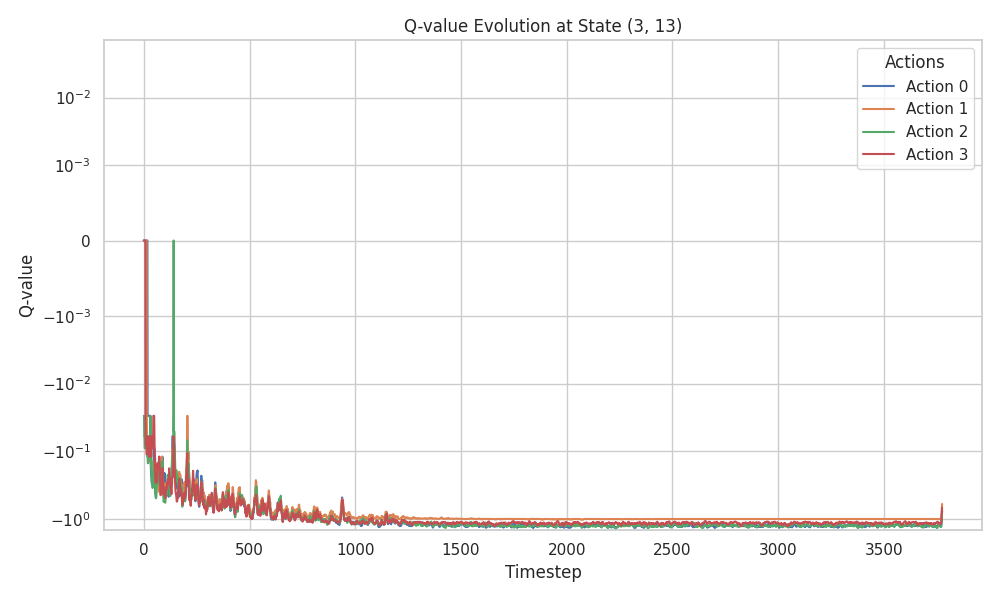 Q-value Evolution at State (3, 13)
Actions
Action 0
Action 1
Action 2
Action 3
Q-value
10⁻²
10⁻³
0
−10⁻³
−10⁻²
−10⁻¹
−10⁰
0 500 1000 1500 2000 2500 3000 3500
Timestep